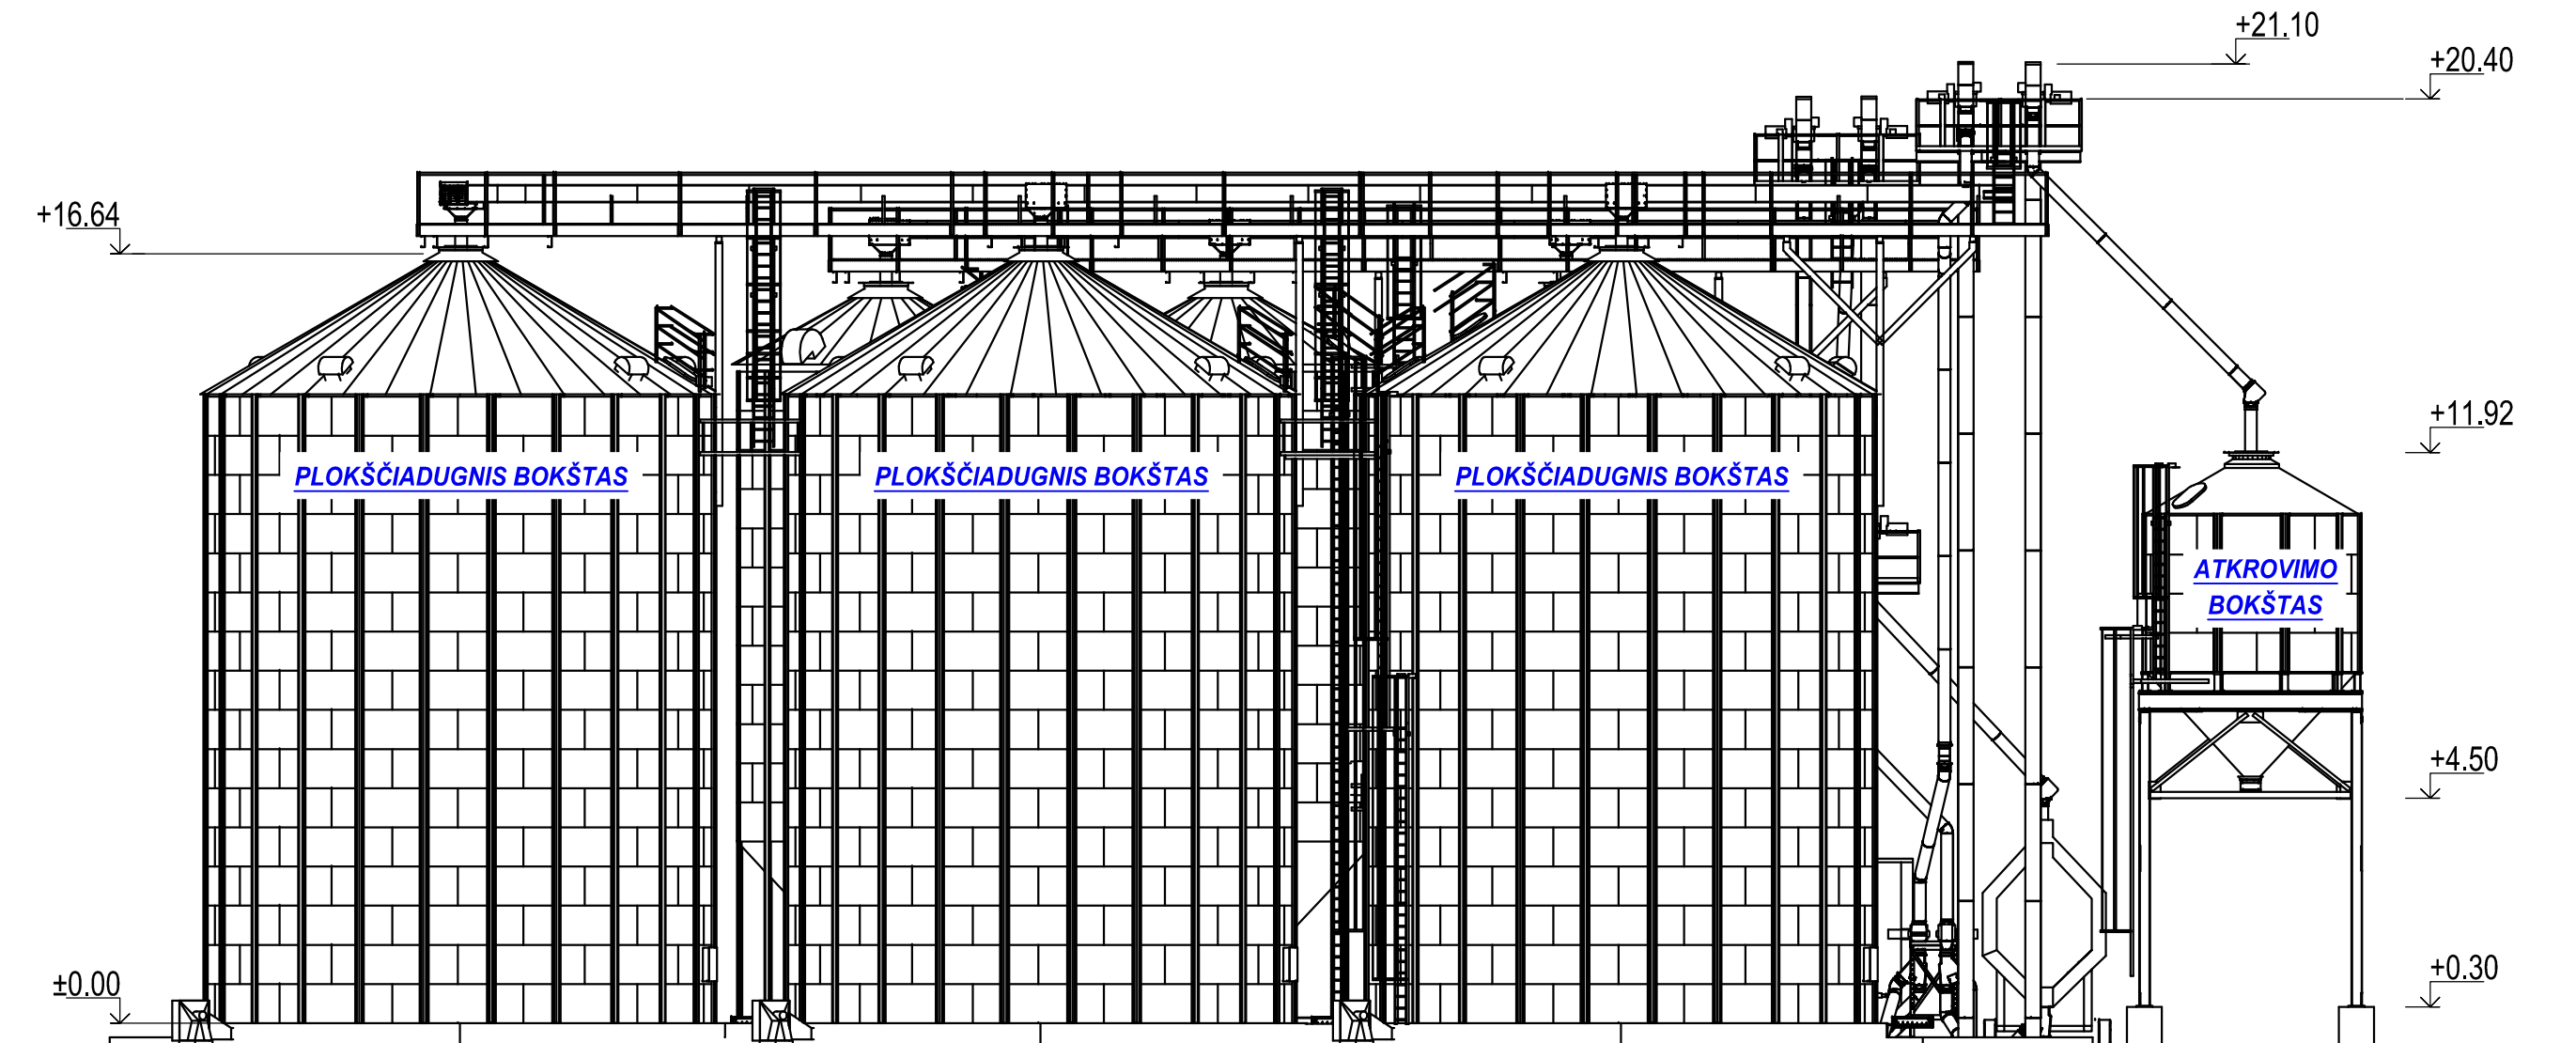 +21.10
+20.40
+16.64
+11.92
PLOKŠČIADUGNIS BOKŠTAS
PLOKŠČIADUGNIS BOKŠTAS
PLOKŠČIADUGNIS BOKŠTAS
ATKROVIMO
BOKŠTAS
+4.50
±0.00
+0.30